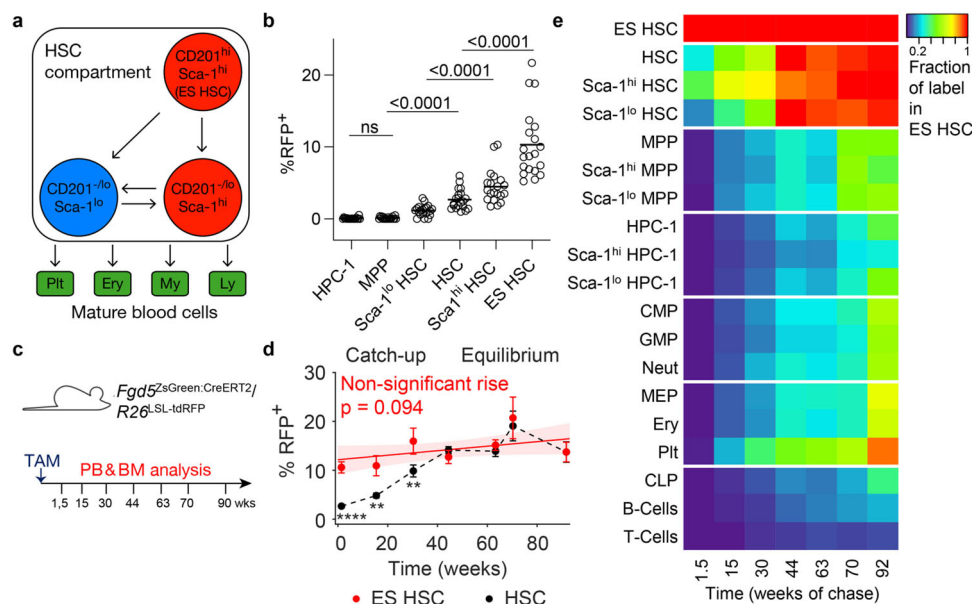 a
HSC
compartment
CD201hi
Sca-1hi
(ES HSC)
CD201-/lo
Sca-1lo
CD201-/lo
Sca-1hi
Plt Ery My Ly
Mature blood cells
b
%RFP+
20
10
0
ns
<0.0001
<0.0001
<0.0001
HPC-1
MPP
Sca-1lo HSC
HSC
Sca1hi HSC
ES HSC
c
Fgd5ZsGreen:CreERT2/
R26LSL-tdRFP
TAM
PB & BM analysis
1,5 15 30 44 63 70 90 wks
d
Catch-up Equilibrium
Non-significant rise
p = 0.094
% RFP+
30
20
10
0
**** ** **
0 20 40 60 80
Time (weeks)
ES HSC HSC
e
ES HSC
HSC
Sca-1hi HSC
Sca-1lo HSC
MPP
Sca-1hi MPP
Sca-1lo MPP
HPC-1
Sca-1hi HPC-1
Sca-1lo HPC-1
CMP
GMP
Neut
MEP
Ery
Plt
CLP
B-Cells
T-Cells
1.5 15 30 44 63 70 92
Time (weeks of chase)
0.2 1
Fraction
of label
in
ES HSC